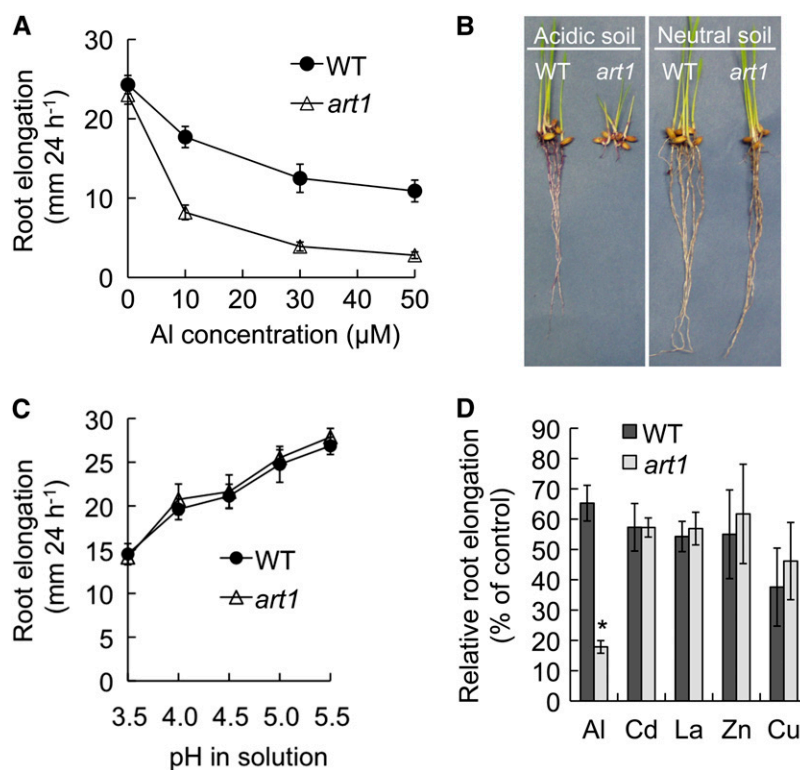 A
30
20
10
0
Root elongation
(mm 24 h⁻¹)
WT
art1
0 10 20 30 40 50
Al concentration (µM)
B
Acidic soil Neutral soil
WT art1 WT art1
C
30
25
20
15
10
5
0
Root elongation
(mm 24 h⁻¹)
WT
art1
3.5 4.0 4.5 5.0 5.5
pH in solution
D
90
80
70
60
50
40
30
20
10
0
Relative root elongation
(% of control)
WT
art1
*
Al Cd La Zn Cu